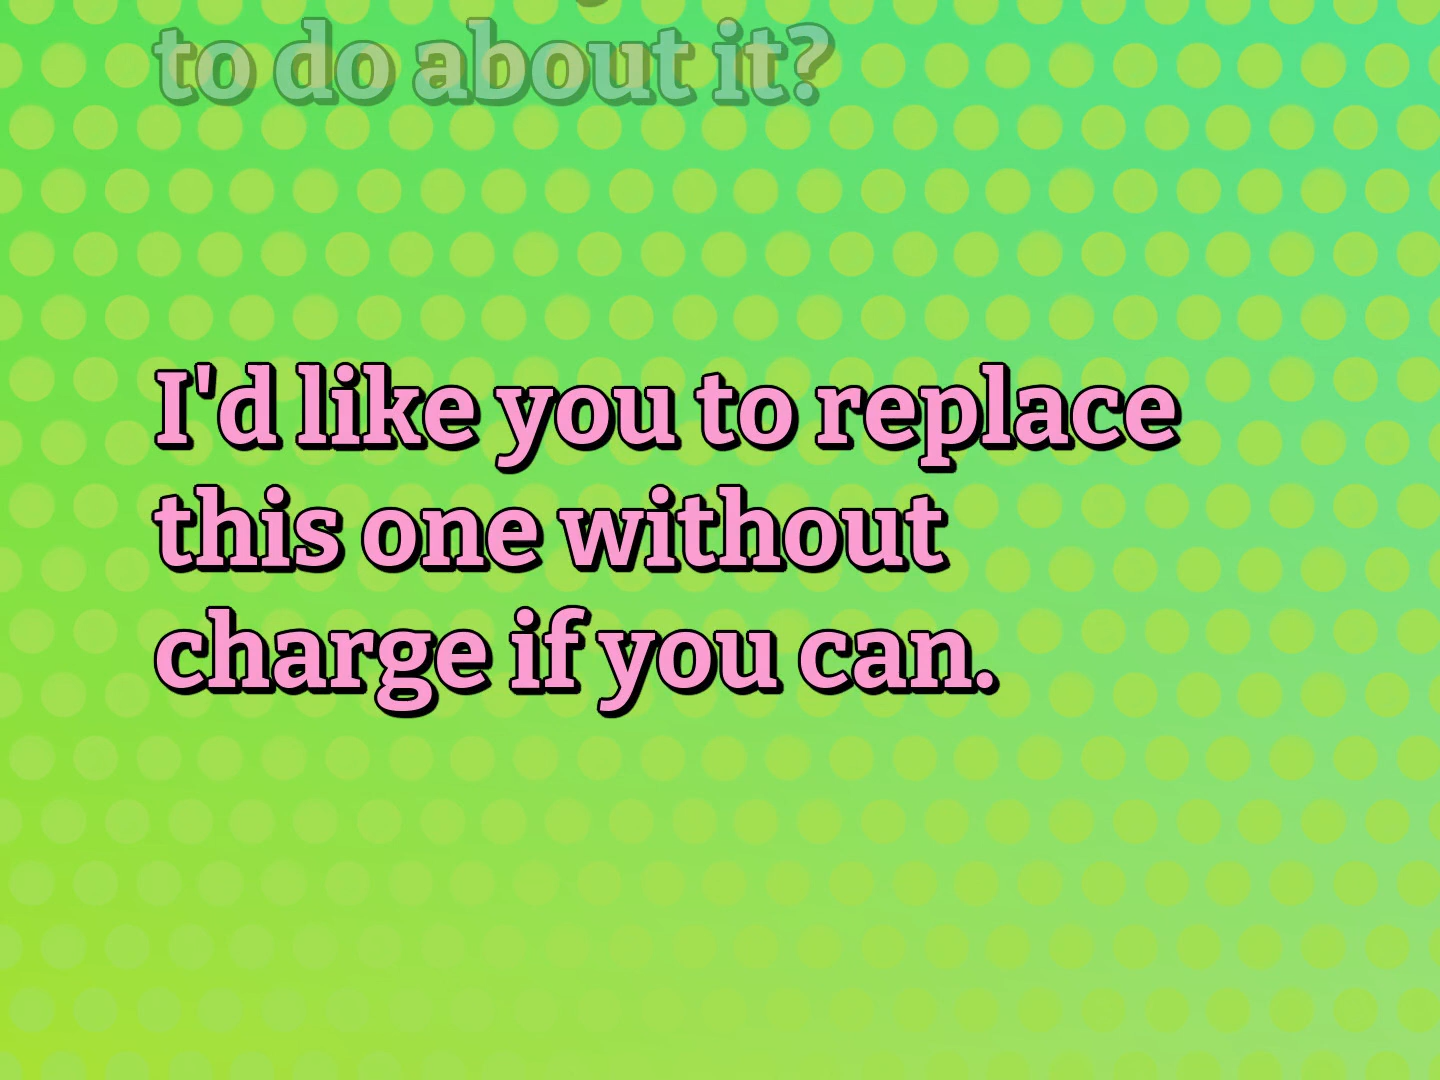 to do about it?
I'd like you to replace
this one without
charge if you can.